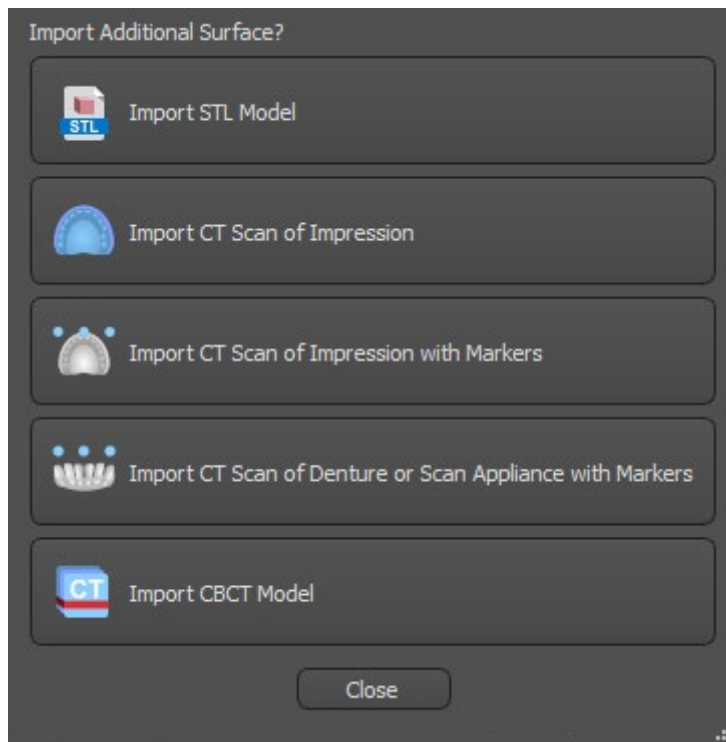 Import Additional Surface?
STL
Import STL Model
Import CT Scan of Impression
Import CT Scan of Impression with Markers
Import CT Scan of Denture or Scan Appliance with Markers
CT
Import CBCT Model
Close